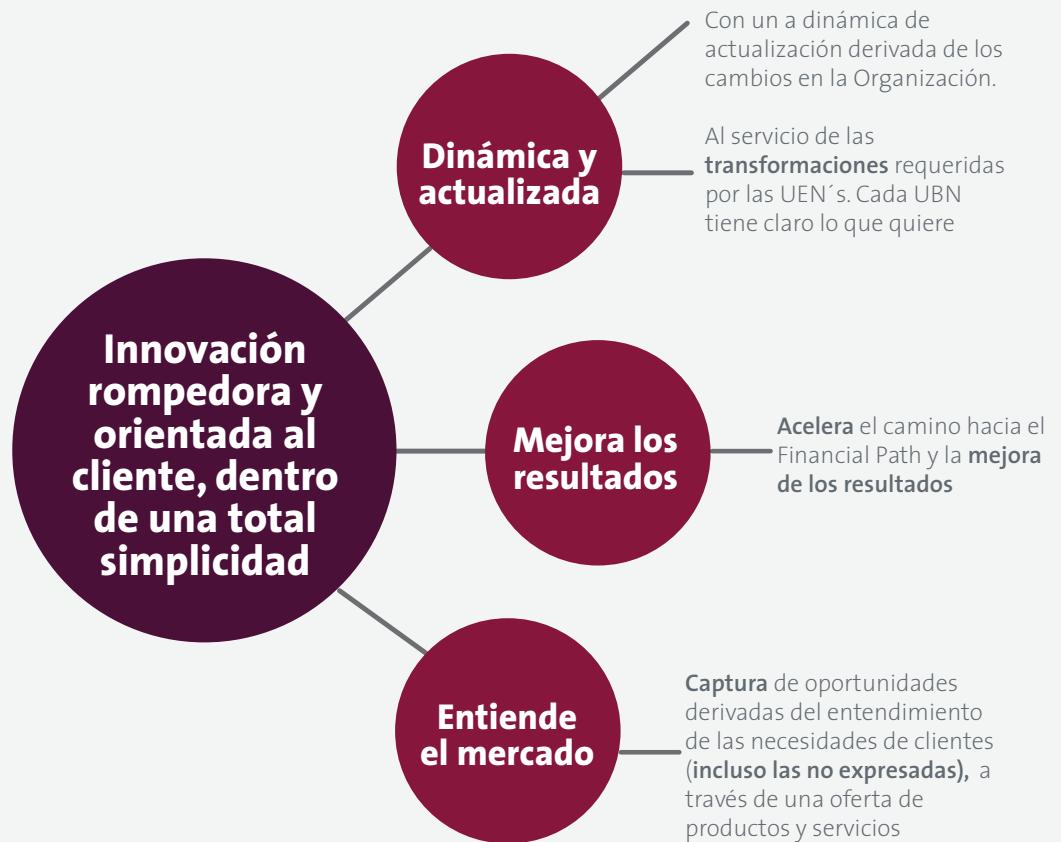 Con un a dinámica de
actualización derivada de los
cambios en la Organización.
Dinámica y
actualizada
Al servicio de las
transformaciones requeridas
por las UEN´s. Cada UBN
tiene claro lo que quiere
Innovación
rompedora y
orientada al
cliente, dentro
de una total
simplicidad
Mejora los
resultados
Acelera el camino hacia el
Financial Path y la mejora
de los resultados
Entiende
el mercado
Captura de oportunidades
derivadas del entendimiento
de las necesidades de clientes
(incluso las no expresadas), a
través de una oferta de
productos y servicios